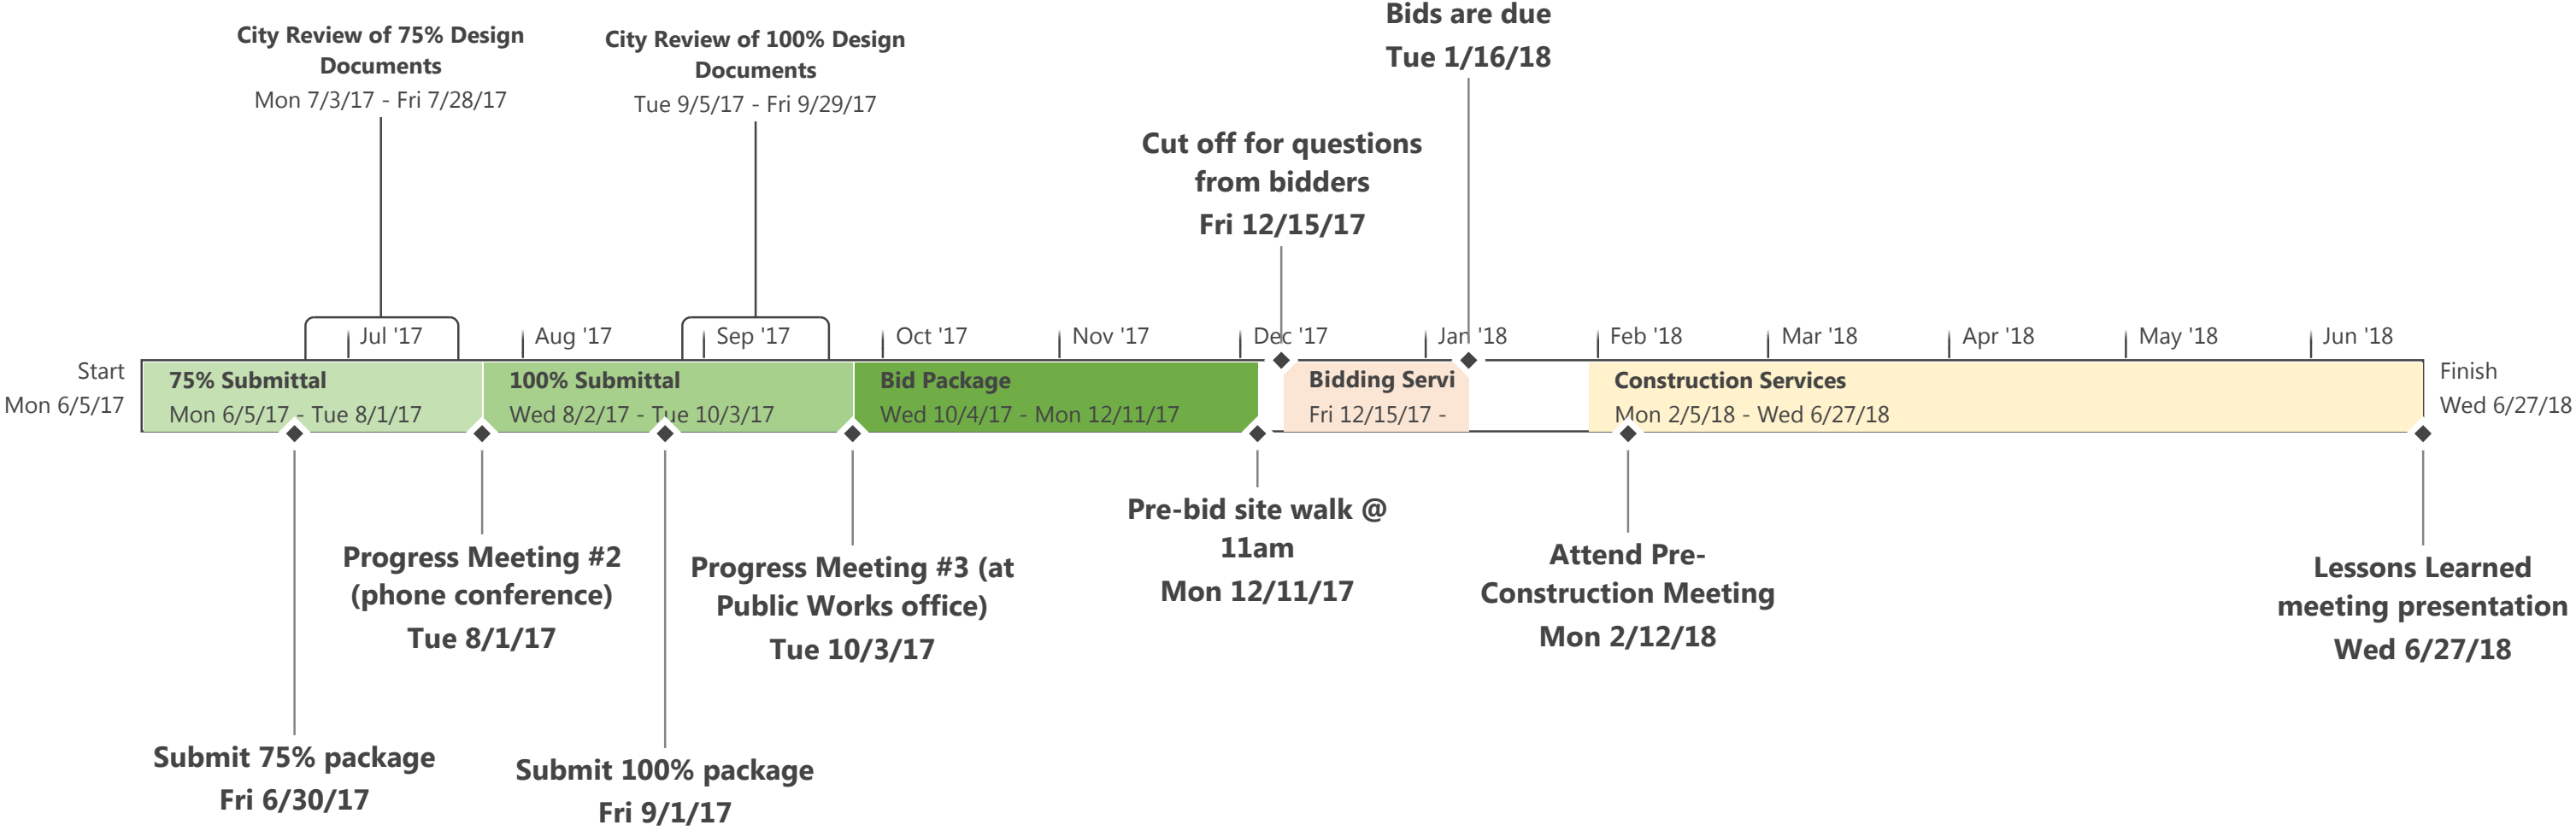 Bids are due
Tue 1/16/18
City Review of 75% Design
Documents
Mon 7/3/17 - Fri 7/28/17
City Review of 100% Design
Documents
Tue 9/5/17 - Fri 9/29/17
Cut off for questions
from bidders
Fri 12/15/17
Jul '17
Aug '17
Sep '17
Oct '17
Nov '17
Dec '17
Jan '18
Feb '18
Mar '18
Apr '18
May '18
Jun '18
Start
Mon 6/5/17
75% Submittal
Mon 6/5/17 - Tue 8/1/17
100% Submittal
Wed 8/2/17 - Tue 10/3/17
Bid Package
Wed 10/4/17 - Mon 12/11/17
Bidding Servi
Fri 12/15/17 -
Construction Services
Mon 2/5/18 - Wed 6/27/18
Finish
Wed 6/27/18
Progress Meeting #2
(phone conference)
Tue 8/1/17
Progress Meeting #3 (at
Public Works office)
Tue 10/3/17
Pre-bid site walk @
11am
Mon 12/11/17
Attend Pre-
Construction Meeting
Mon 2/12/18
Lessons Learned
meeting presentation
Wed 6/27/18
Submit 75% package
Fri 6/30/17
Submit 100% package
Fri 9/1/17